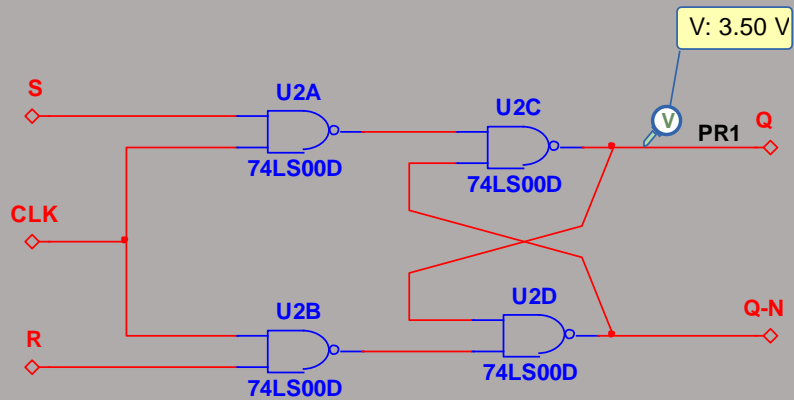 V: 3.50 V
S
U2A
U2C
V
PR1
Q
74LS00D
74LS00D
CLK
U2B
U2D
Q-N
R
74LS00D
74LS00D